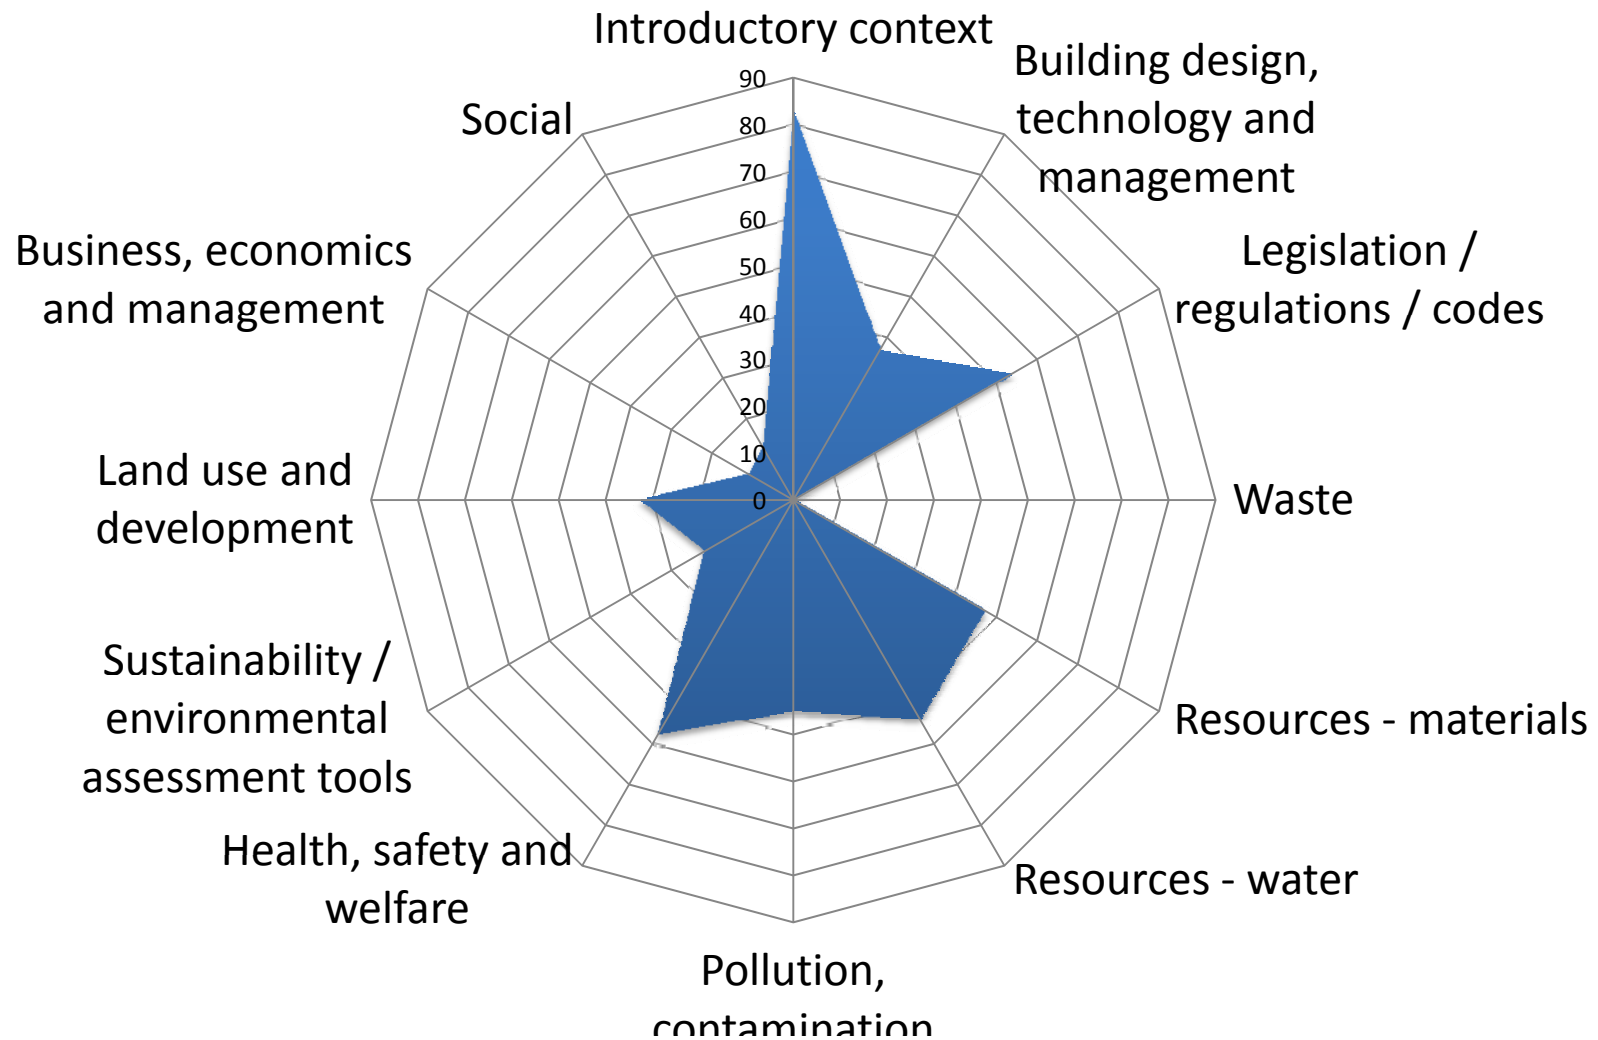 Introductory context
Building design,
technology and
management
Legislation /
regulations / codes
Waste
Resources - materials
Resources - water
Pollution,
contamination
Health, safety and
welfare
Sustainability /
environmental
assessment tools
Land use and
development
Business, economics
and management
Social
90
80
70
60
50
40
30
20
10
0